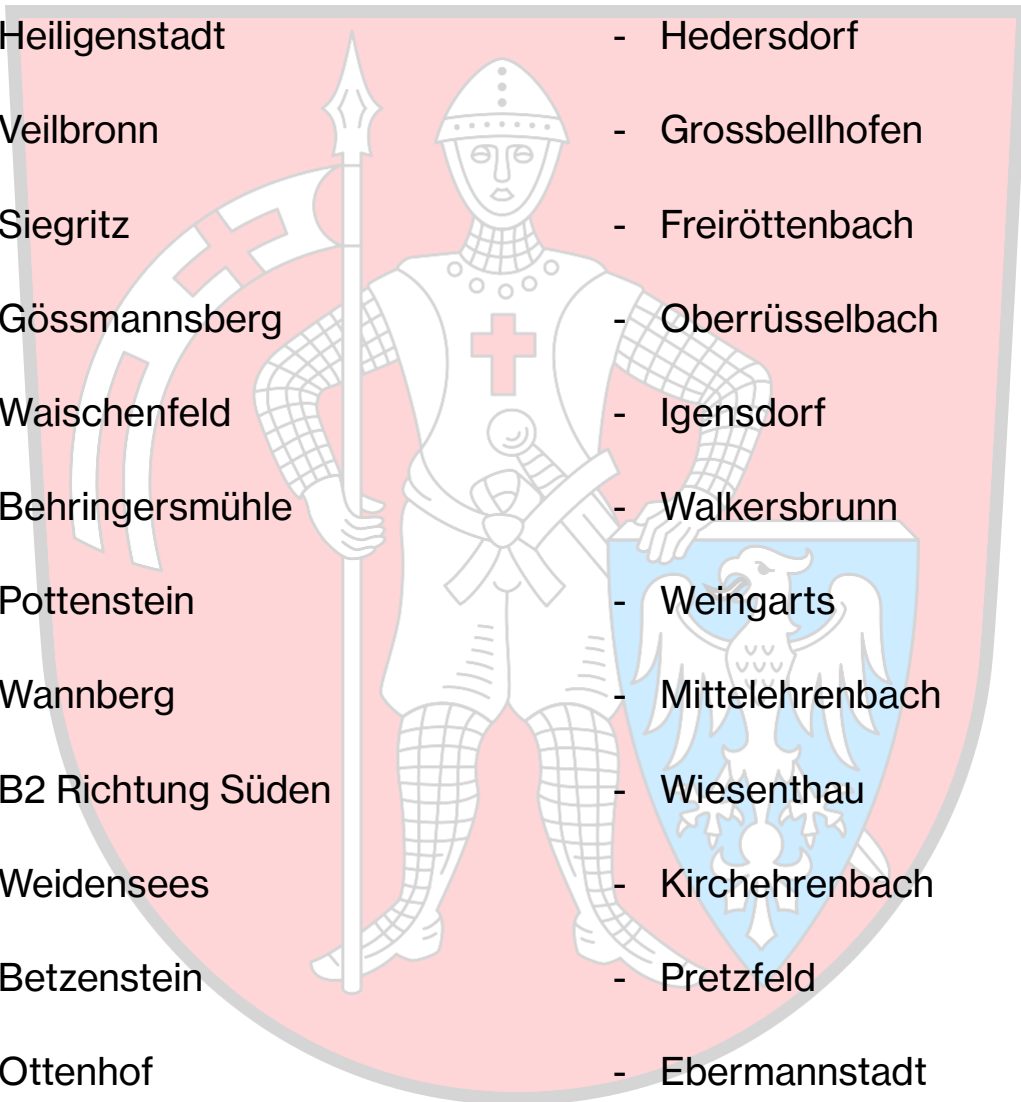 Heiligenstadt
Veilbronn
Siegritz
Gössmannsberg
Waischenfeld
Behringersmühle
Pottenstein
Wannberg
B2 Richtung Süden
Weidensees
Betzenstein
Ottenhof
- Hedersdorf
- Grossbellhofen
- Freiröttenbach
- Oberrüsselbach
- Igensdorf
- Walkersbrunn
- Weingarts
- Mittelehrenbach
- Wiesenthau
- Kirchehrenbach
- Pretzfeld
- Ebermannstadt